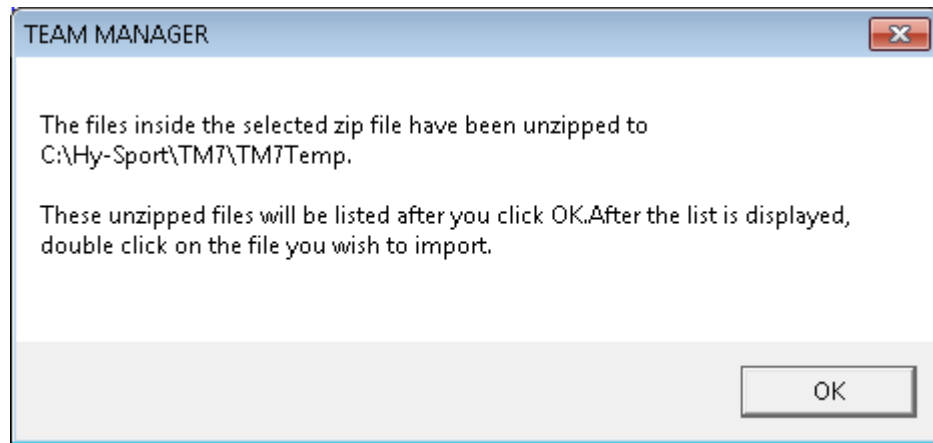 TEAM MANAGER
The files inside the selected zip file have been unzipped to
C:\Hy-Sport\TM7\TM7Temp.
These unzipped files will be listed after you click OK.After the list is displayed,
double click on the file you wish to import.
OK